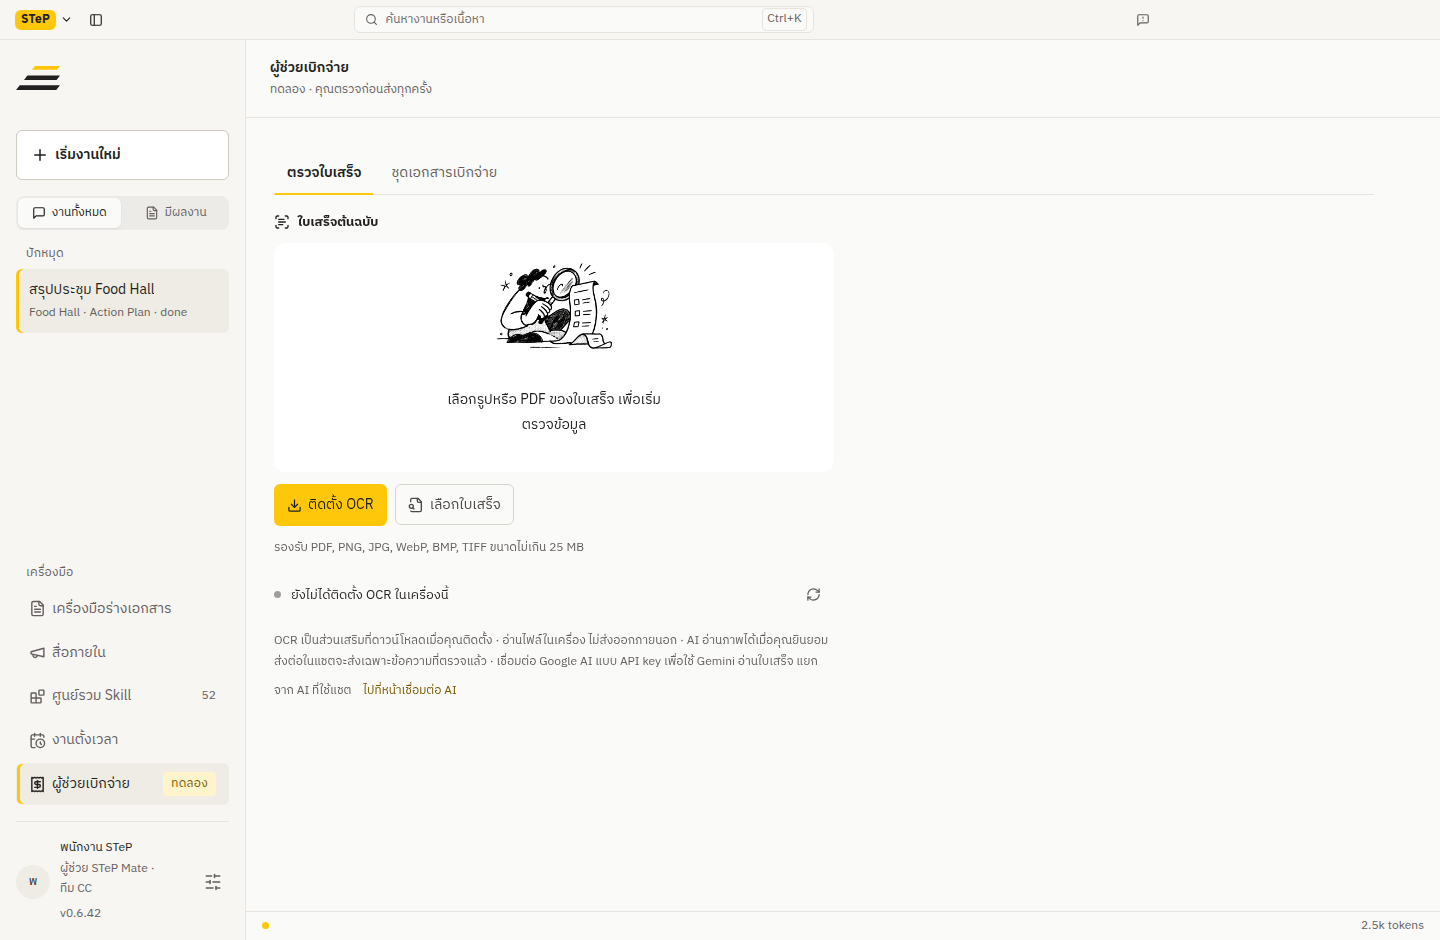 STeP
ค้นหางานหรือเนื้อหา
Ctrl+K
เริ่มงานใหม่
งานทั้งหมด
มีผลงาน
ปักหมุด
สรุปประชุม Food Hall
Food Hall · Action Plan · done
เครื่องมือ
เครื่องมือร่างเอกสาร
สื่อภายใน
ศูนย์รวม Skill
52
งานตั้งเวลา
ผู้ช่วยเบิกจ่าย
ทดลอง
พ
พนักงาน STeP
ผู้ช่วย STeP Mate ·
ทีม CC
v0.6.42
ผู้ช่วยเบิกจ่าย
ทดลอง · คุณตรวจก่อนส่งทุกครั้ง
ตรวจใบเสร็จ
ชุดเอกสารเบิกจ่าย
ใบเสร็จต้นฉบับ
เลือกรูปหรือ PDF ของใบเสร็จ เพื่อเริ่ม
ตรวจข้อมูล
ติดตั้ง OCR
เลือกใบเสร็จ
รองรับ PDF, PNG, JPG, WebP, BMP, TIFF ขนาดไม่เกิน 25 MB
ยังไม่ได้ติดตั้ง OCR ในเครื่องนี้
OCR เป็นส่วนเสริมที่ดาวน์โหลดเมื่อคุณติดตั้ง · อ่านไฟล์ในเครื่อง ไม่ส่งออกภายนอก · AI อ่านภาพได้เมื่อคุณยินยอม
ส่งต่อในแชตจะส่งเฉพาะข้อความที่ตรวจแล้ว · เชื่อมต่อ Google AI แบบ API key เพื่อใช้ Gemini อ่านใบเสร็จ แยก
จาก AI ที่ใช้แชต ไปที่หน้าเชื่อมต่อ AI
2.5k tokens